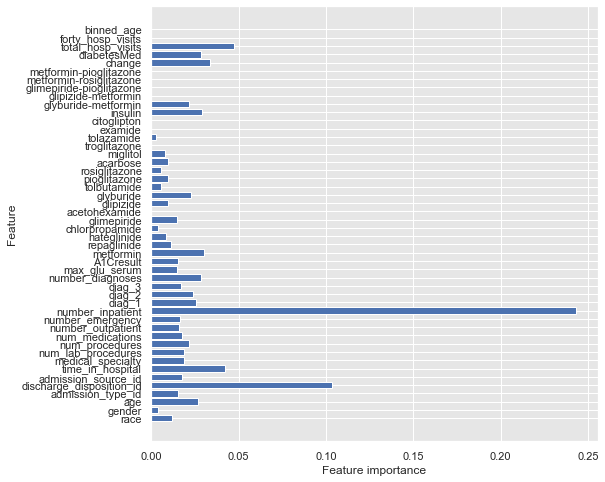 binned_age
forty_hosp_visits
total_hosp_visits
diabetesMed
change
metformin-pioglitazone
metformin-rosiglitazone
glimepiride-pioglitazone
glipizide-metformin
glyburide-metformin
insulin
citoglipton
examide
tolazamide
troglitazone
miglitol
acarbose
rosiglitazone
pioglitazone
tolbutamide
glyburide
glipizide
acetohexamide
glimepiride
chlorpropamide
nateglinide
repaglinide
metformin
A1Cresult
max_glu_serum
number_diagnoses
diag_3
diag_2
diag_1
number_inpatient
number_emergency
number_outpatient
num_medications
num_procedures
num_lab_procedures
medical_specialty
time_in_hospital
admission_source_id
discharge_disposition_id
admission_type_id
age
gender
race
Feature
0.00 0.05 0.10 0.15 0.20 0.25
Feature importance